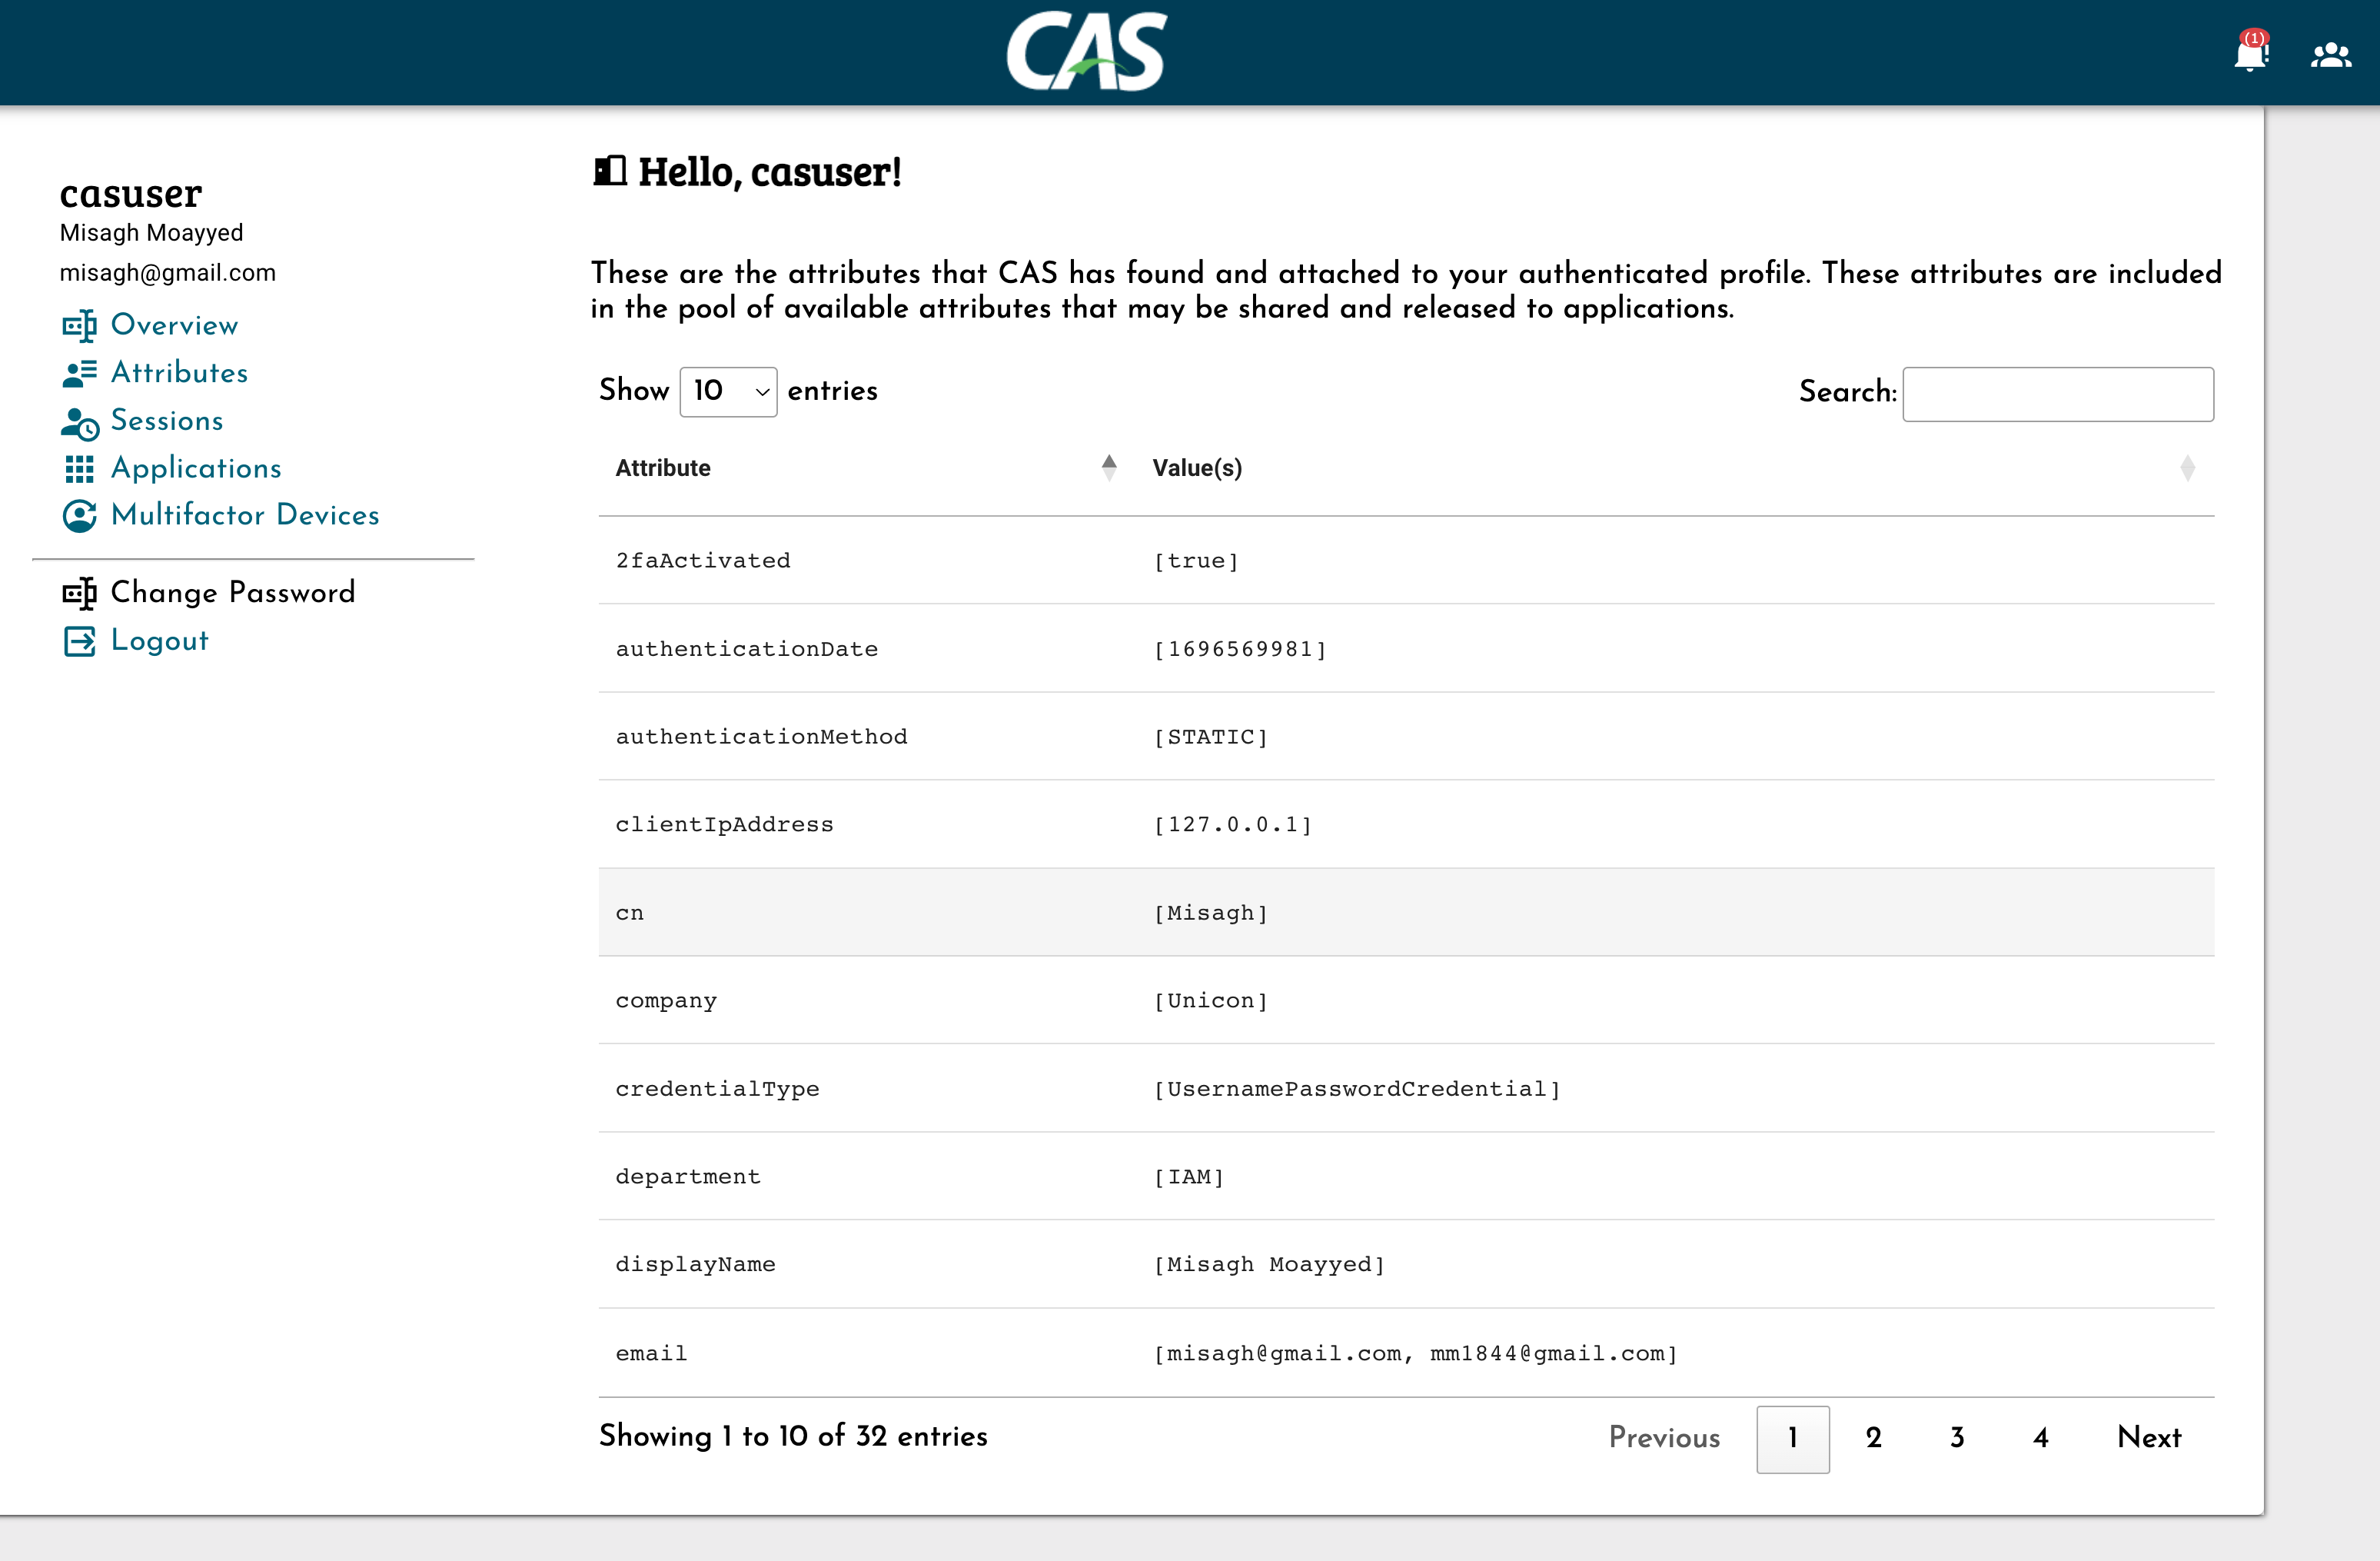 CAS
(1)
casuser
Misagh Moayyed
misagh@gmail.com
Overview
Attributes
Sessions
Applications
Multifactor Devices
Change Password
Logout
Hello, casuser!
These are the attributes that CAS has found and attached to your authenticated profile. These attributes are included
in the pool of available attributes that may be shared and released to applications.
Show 10 entries Search:
Attribute Value(s)
2faActivated [true]
authenticationDate [1696569981]
authenticationMethod [STATIC]
clientIpAddress [127.0.0.1]
cn [Misagh]
company [Unicon]
credentialType [UsernamePasswordCredential]
department [IAM]
displayName [Misagh Moayyed]
email [misagh@gmail.com, mm1844@gmail.com]
Showing 1 to 10 of 32 entries Previous 1 2 3 4 Next